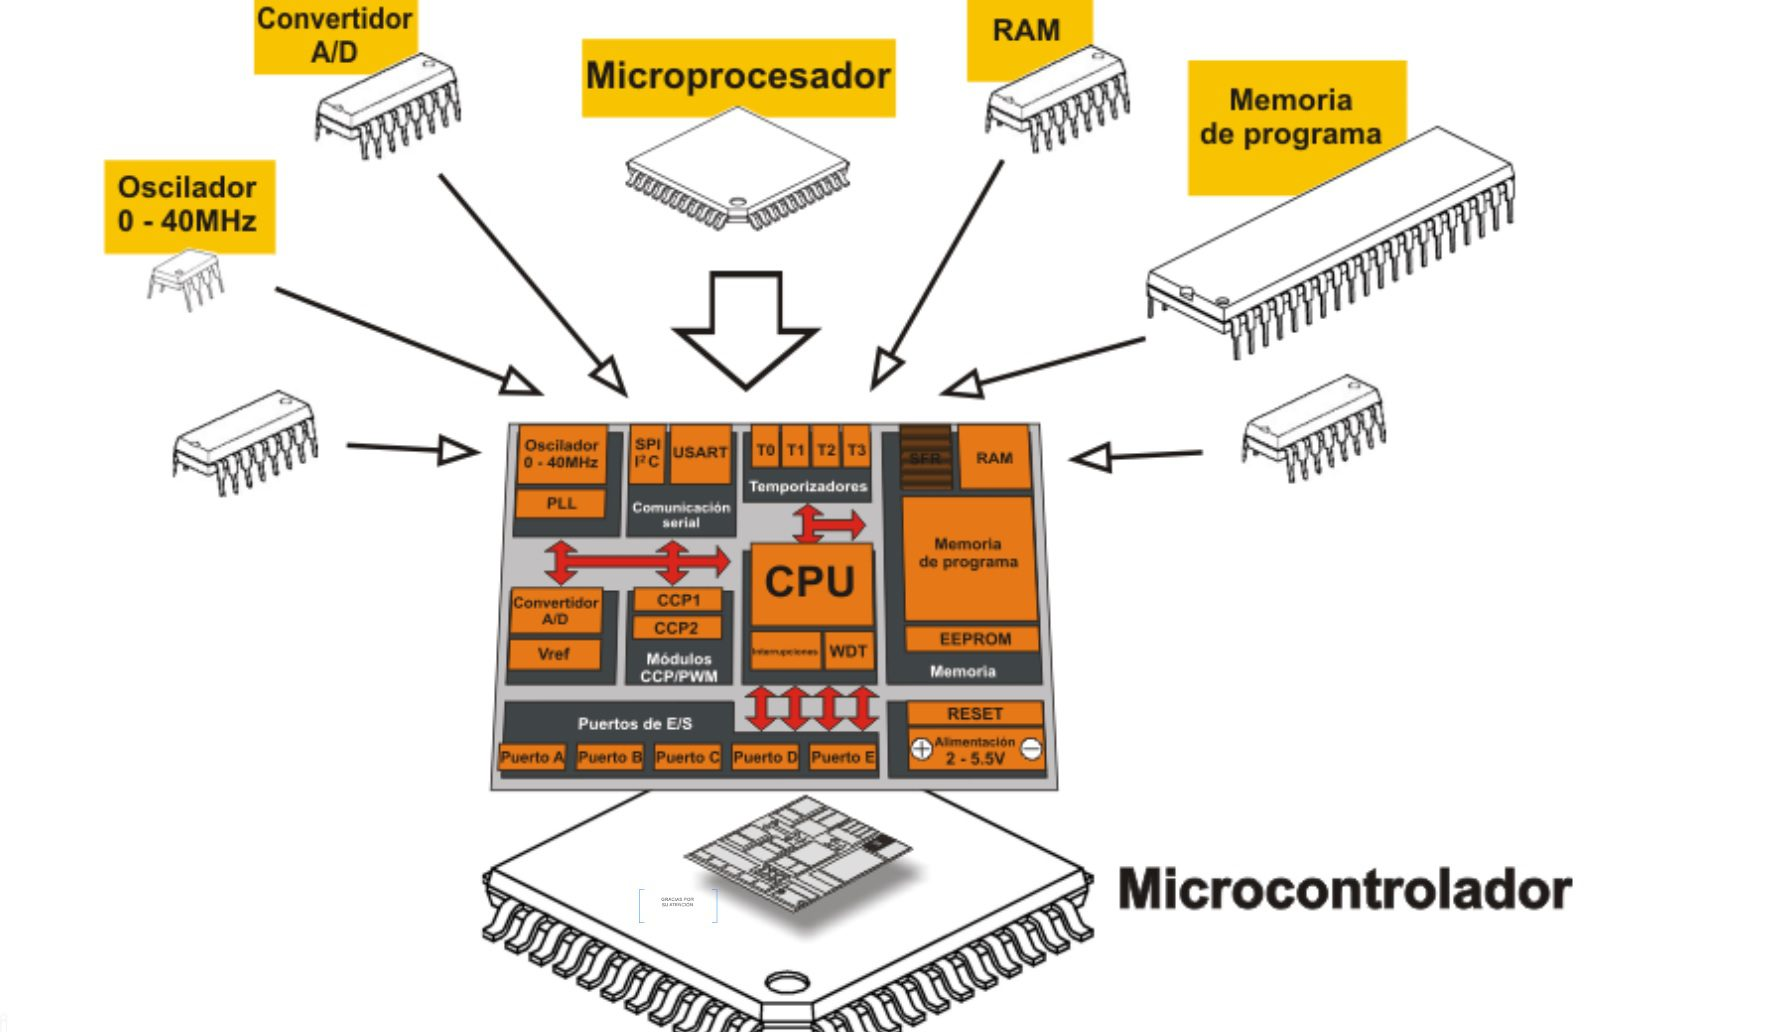 Convertidor
A/D
Microprocesador
RAM
Memoria
de programa
Oscilador
0 - 40MHz
Oscilador
0 - 40MHz
PLL
SPI
I²C
USART
Comunicación
serial
T0
T1
T2
T3
Temporizadores
SFR
RAM
Memoria
de programa
EEPROM
Memoria
Convertidor
A/D
Vref
CCP1
CCP2
Módulos
CCP/PWM
CPU
Interrupciones
WDT
Puertos de E/S
Puerto A
Puerto B
Puerto C
Puerto D
Puerto E
RESET
+
Alimentación
2 - 5.5V
−
GRACIAS POR
SU ATENCIÓN
Microcontrolador